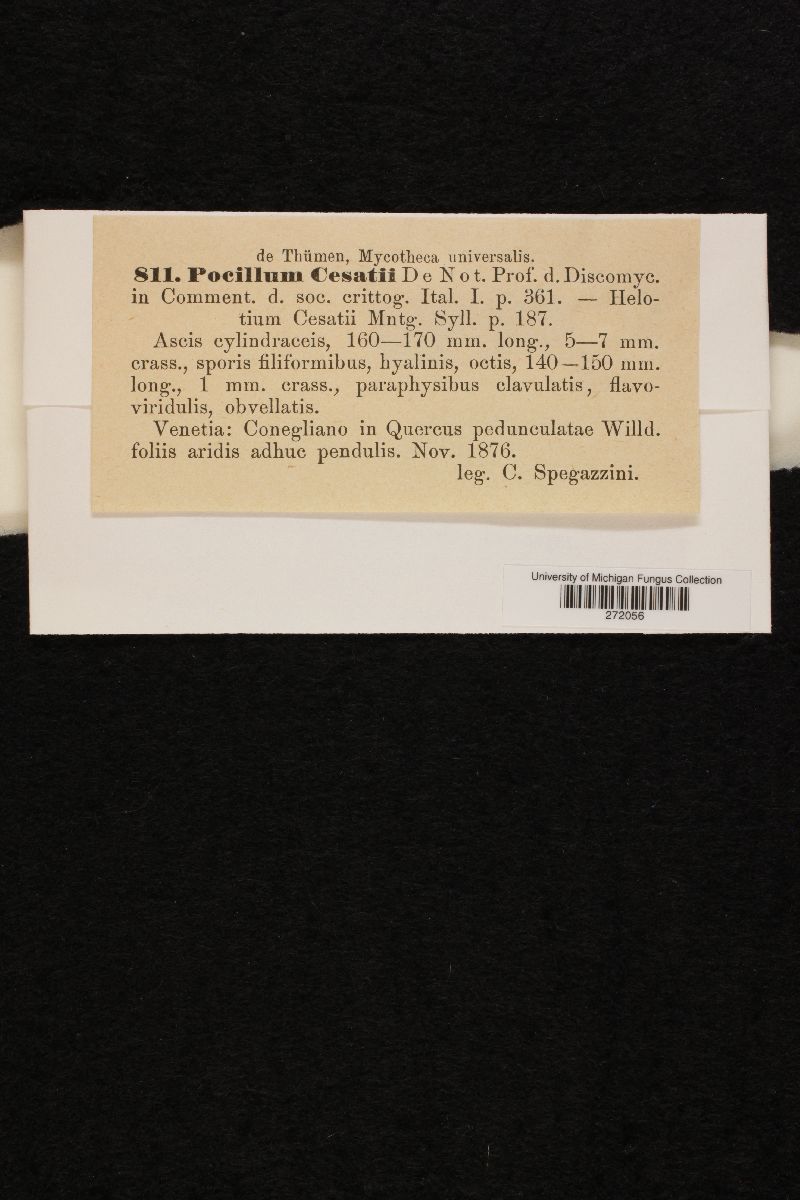 de Thümen, Mycotheca universalis.
811. Pocillum Cesatii De Not. Prof. d. Discomyc.
in Comment. d. soc. crittog. Ital. I. p. 361. — Helo-
tium Cesatii Mntg. Syll. p. 187.
Ascis cylindraceis, 160—170 mm. long., 5—7 mm.
crass., sporis filiformibus, hyalinis, octis, 140—150 mm.
long., 1 mm. crass., paraphysibus clavulatis, flavo-
viridulis, obvellatis.
Venetia: Conegliano in Quercus pedunculatae Willd.
foliis aridis adhuc pendulis. Nov. 1876.
leg. C. Spegazzini.
University of Michigan Fungus Collection
272056